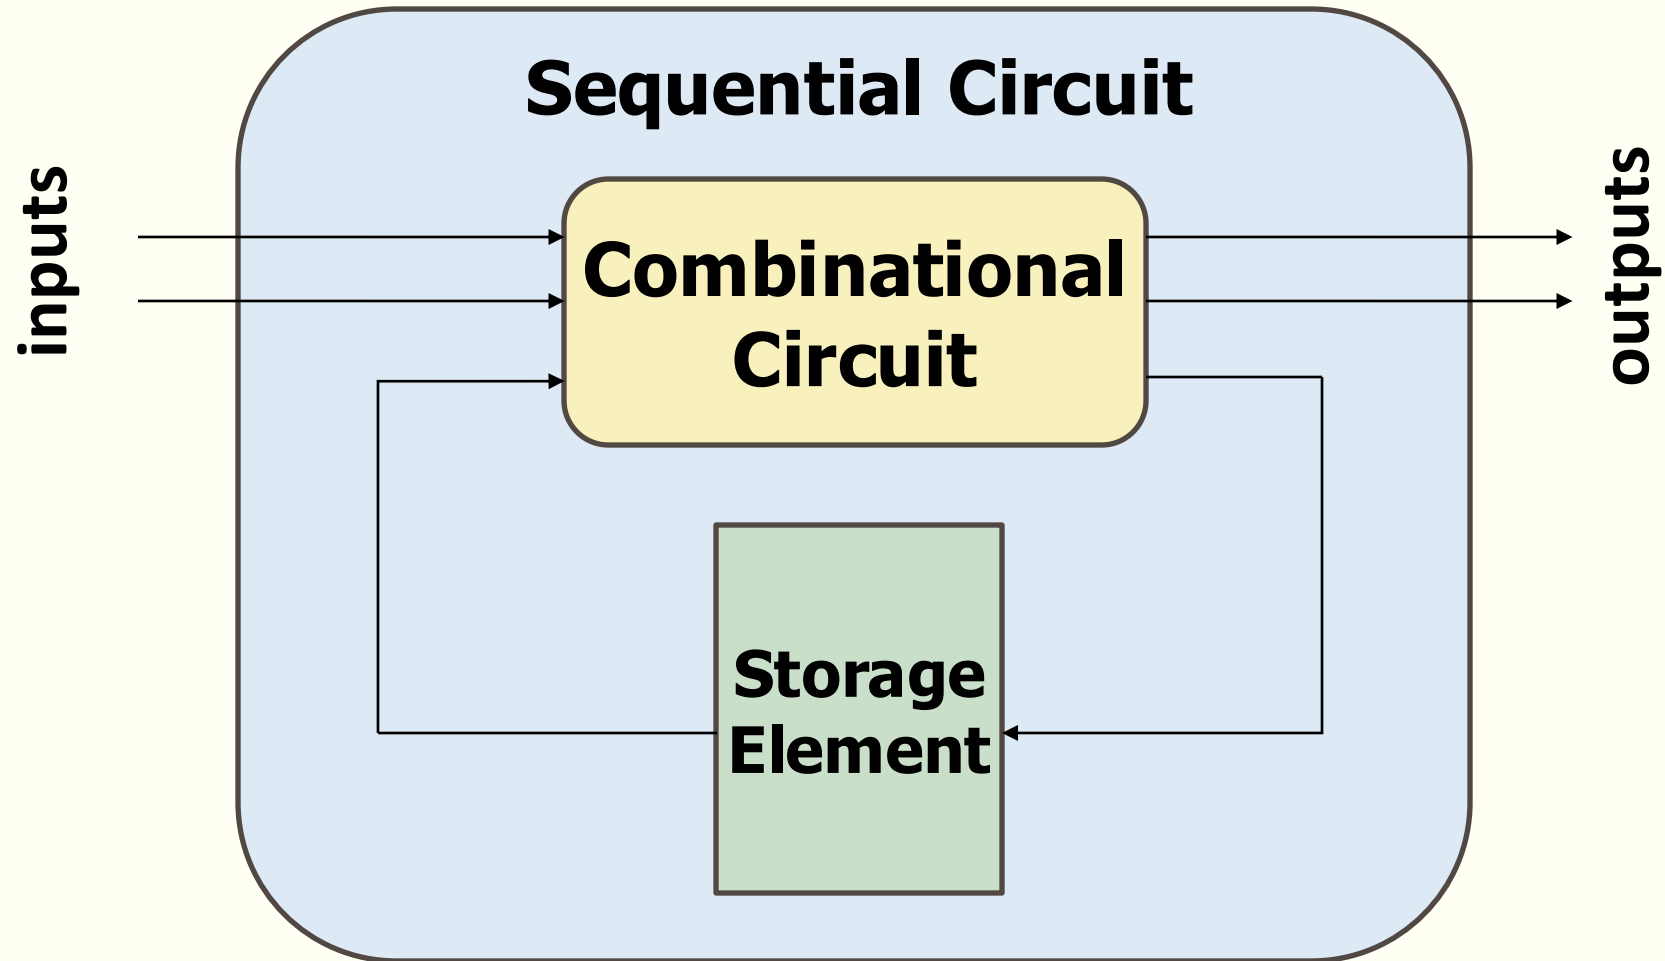 Sequential Circuit
inputs
Combinational
Circuit
outputs
Storage
Element